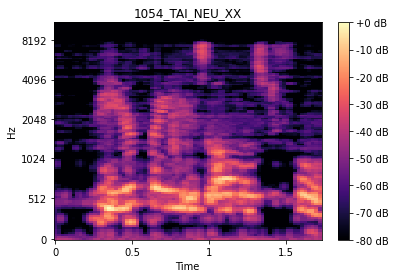 1054_TAI_NEU_XX
8192
4096
2048
1024
512
0
Hz
0
0.5
1
1.5
Time
+0 dB
-10 dB
-20 dB
-30 dB
-40 dB
-50 dB
-60 dB
-70 dB
-80 dB